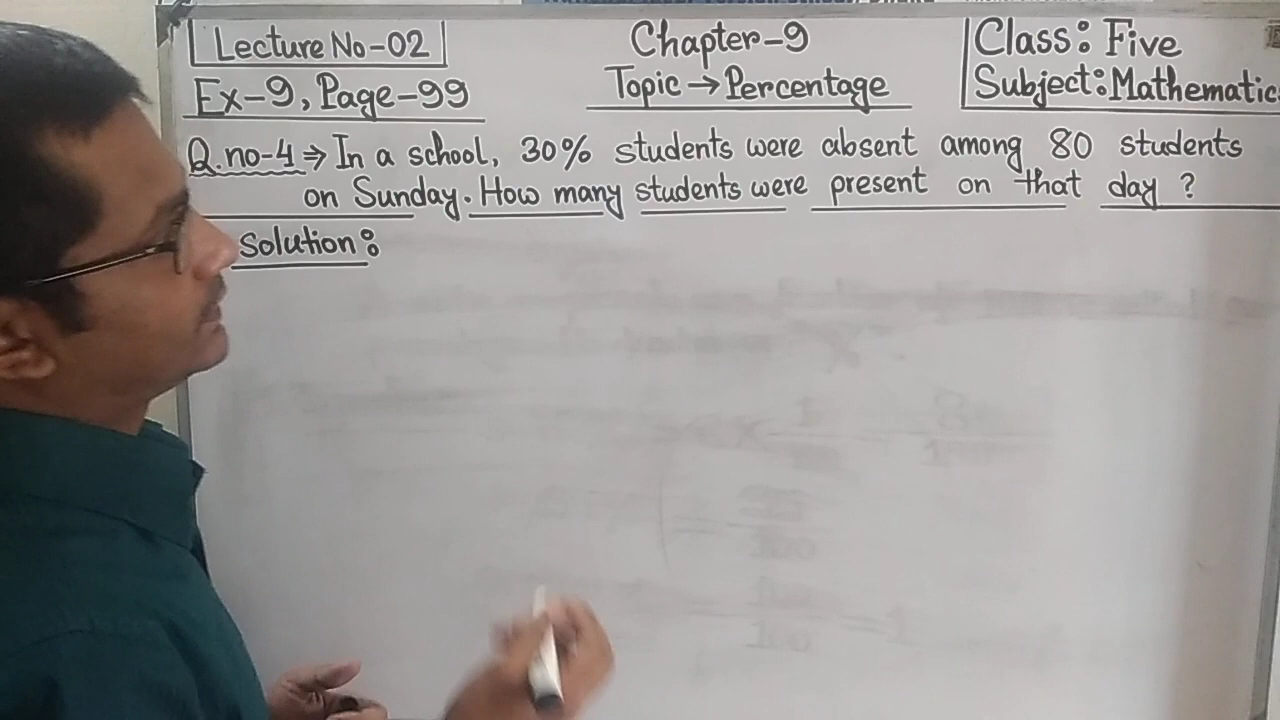 Lecture No-02
Chapter-9
Class: Five
Ex-9, Page-99
Topic → Percentage
Subject: Mathematics
Q. no-4 ⇒ In a school, 30% students were absent among 80 students
on Sunday. How many students were present on that day ?
Solution: